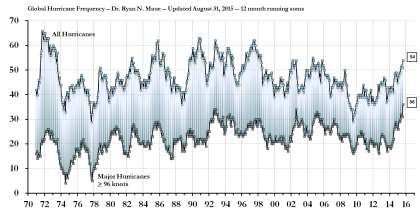 Global Hurricane Frequency -- Dr. Ryan N. Maue -- Updated August 31, 2015 -- 12 month running sums
70
60
50
40
30
20
10
0
All Hurricanes
Major Hurricanes
≥ 96 knots
70 72 74 76 78 80 82 84 86 88 90 92 94 96 98 00 02 04 06 08 10 12 14 16